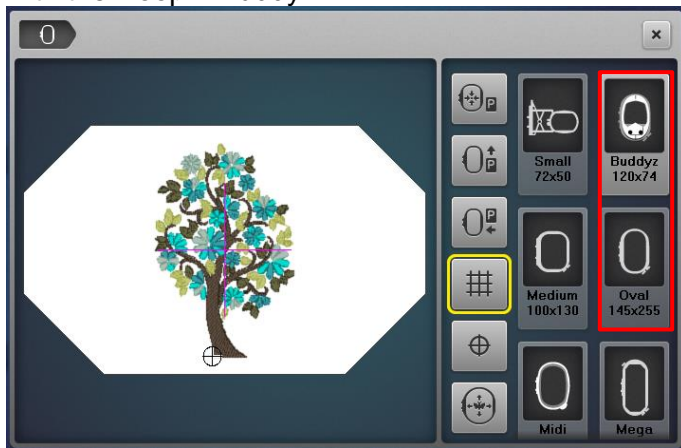 P
P
P
Small
72x50
Buddyz
120x74
Medium
100x130
Oval
145x255
Midi
Mega